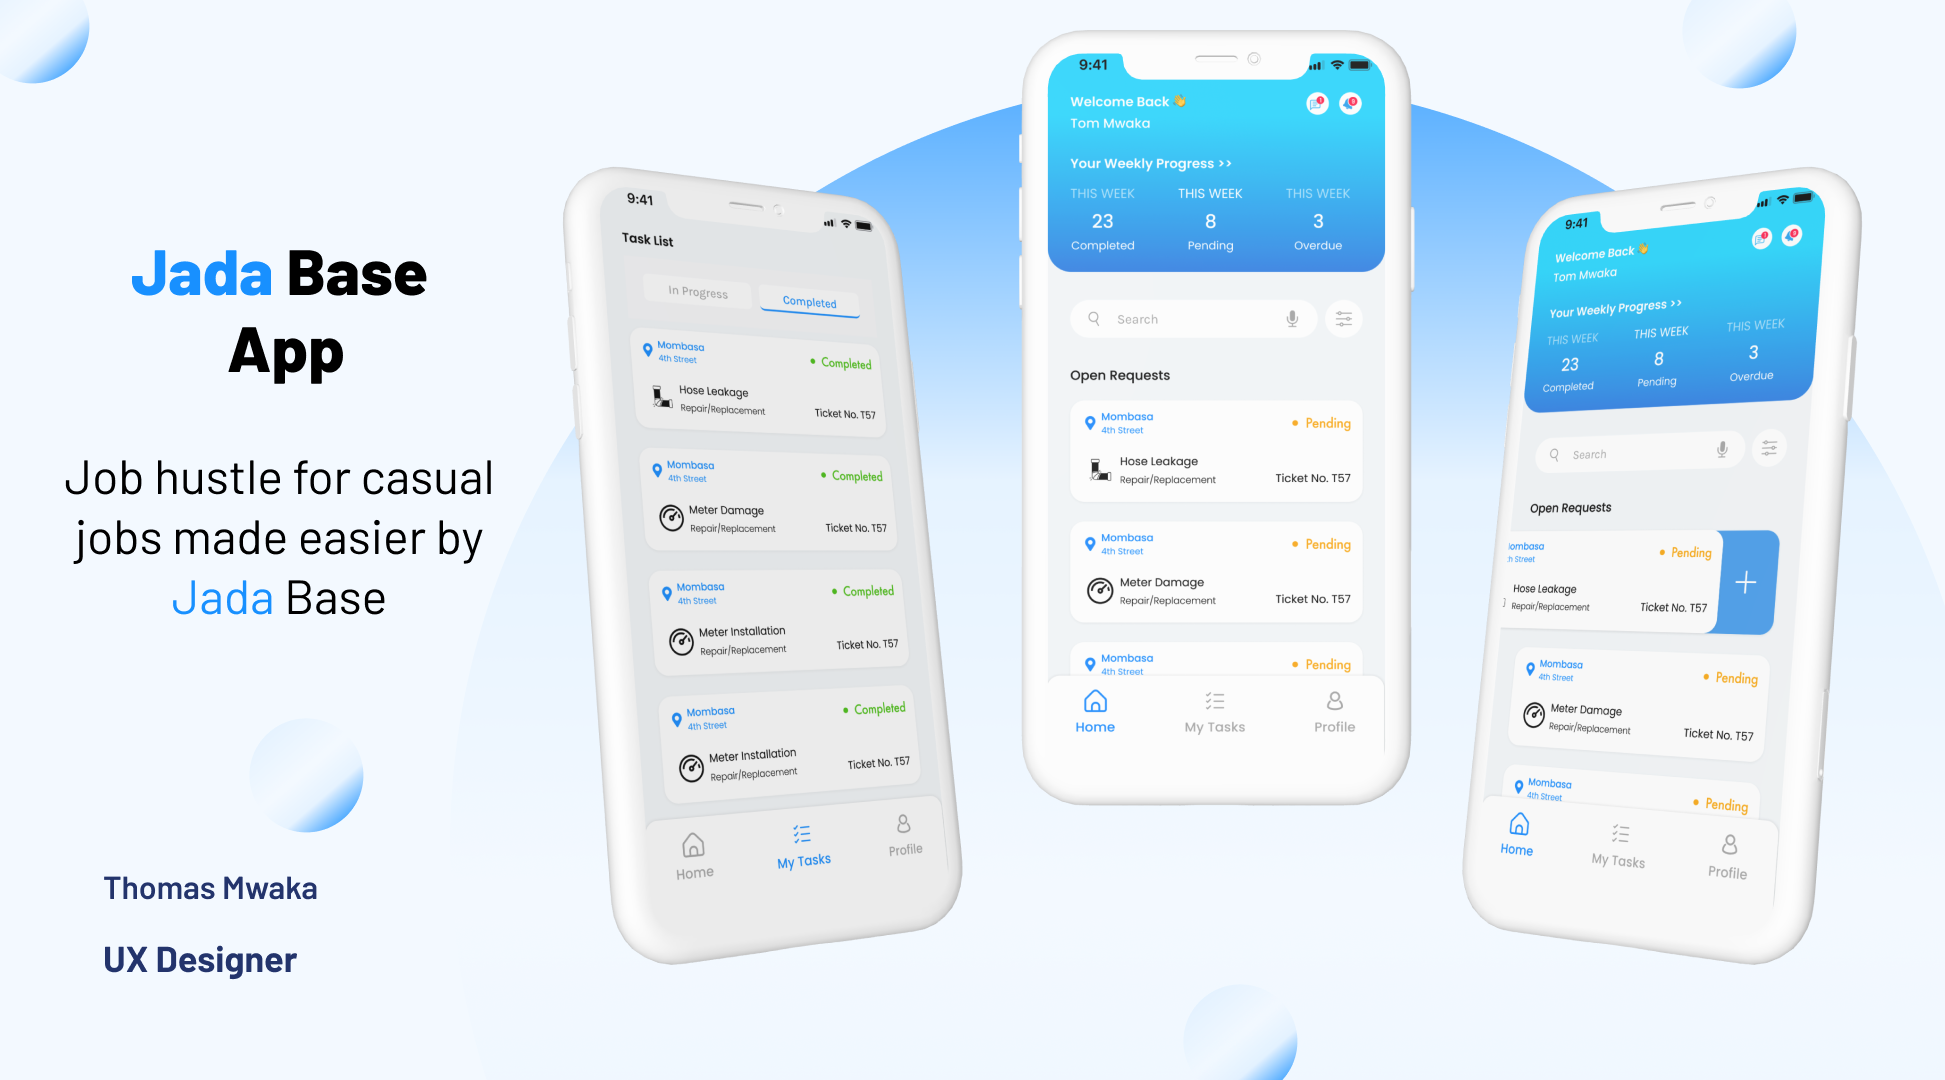 Jada Base
App
Job hustle for casual
jobs made easier by
Jada Base
Thomas Mwaka
UX Designer
9:41
Task List
In Progress
Completed
Mombasa
4th Street
Completed
Hose Leakage
Repair/Replacement
Ticket No. T57
Mombasa
4th Street
Completed
Meter Damage
Repair/Replacement
Ticket No. T57
Mombasa
4th Street
Completed
Meter Installation
Repair/Replacement
Ticket No. T57
Mombasa
4th Street
Completed
Meter Installation
Repair/Replacement
Ticket No. T57
Home
My Tasks
Profile
9:41
Welcome Back 👋
Tom Mwaka
Your Weekly Progress >>
THIS WEEK THIS WEEK THIS WEEK
23 8 3
Completed Pending Overdue
Search
Open Requests
Mombasa
4th Street
Pending
Hose Leakage
Repair/Replacement
Ticket No. T57
Mombasa
4th Street
Pending
Meter Damage
Repair/Replacement
Ticket No. T57
Mombasa
4th Street
Pending
Home
My Tasks
Profile
9:41
Welcome Back 👋
Tom Mwaka
Your Weekly Progress >>
THIS WEEK THIS WEEK THIS WEEK
23 8 3
Completed Pending Overdue
Search
Open Requests
ombasa
h Street
Pending
Hose Leakage
Repair/Replacement
Ticket No. T57
Mombasa
4th Street
Pending
Meter Damage
Repair/Replacement
Ticket No. T57
Mombasa
4th Street
Pending
Home
My Tasks
Profile